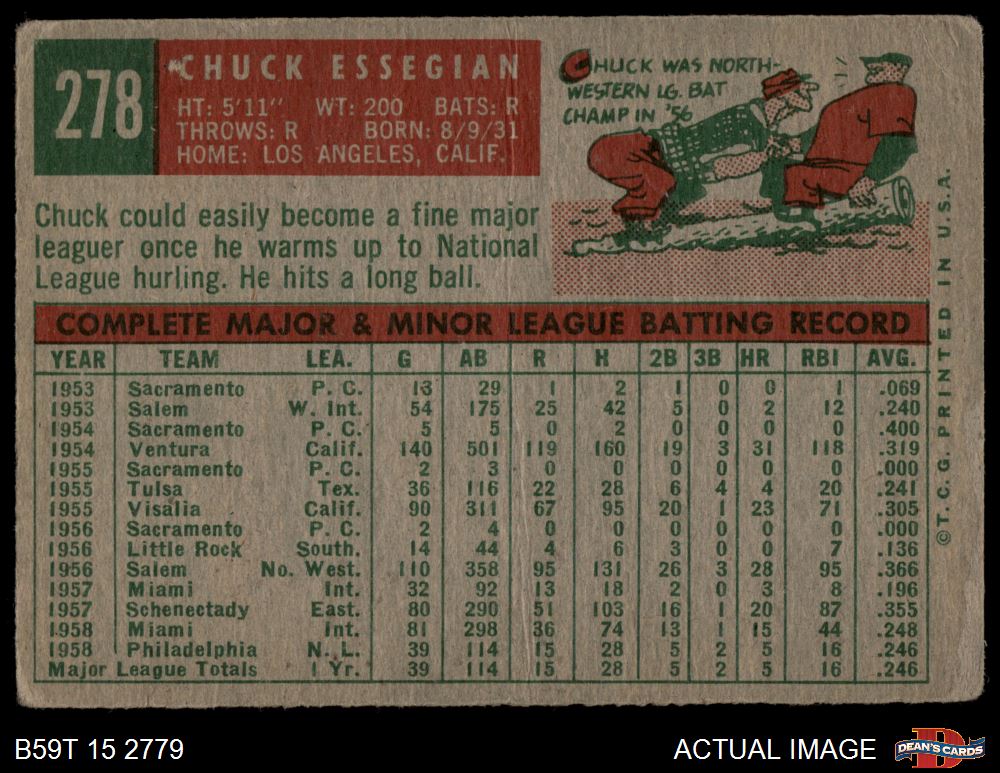 278
CHUCK ESSEGIAN
HT: 5'11" WT: 200 BATS: R
THROWS: R BORN: 8/9/31
HOME: LOS ANGELES, CALIF.
CHUCK WAS NORTH-
WESTERN LG. BAT
CHAMP IN '56
Chuck could easily become a fine major
leaguer once he warms up to National
League hurling. He hits a long ball.
COMPLETE MAJOR & MINOR LEAGUE BATTING RECORD
YEAR TEAM LEA. G AB R H 2B 3B HR RBI AVG.
1953 Sacramento P. C. 13 29 1 2 1 0 0 1 .069
1953 Salem W. Int. 54 175 25 42 5 0 2 12 .240
1954 Sacramento P. C. 5 5 0 2 0 0 0 0 .400
1954 Ventura Calif. 140 501 119 160 19 3 31 118 .319
1955 Sacramento P. C. 2 3 0 0 0 0 0 0 .000
1955 Tulsa Tex. 36 116 22 28 6 4 4 20 .241
1955 Visalia Calif. 90 311 67 95 20 1 23 71 .305
1956 Sacramento P. C. 2 4 0 0 0 0 0 0 .000
1956 Little Rock South. 14 44 4 6 3 0 0 7 .136
1956 Salem No. West. 110 358 95 131 26 3 28 95 .366
1957 Miami Int. 32 92 13 18 2 0 3 8 .196
1957 Schenectady East. 80 290 51 103 16 1 20 87 .355
1958 Miami Int. 81 298 36 74 13 1 15 44 .248
1958 Philadelphia N. L. 39 114 15 28 5 2 5 16 .246
Major League Totals 1 Yr. 39 114 15 28 5 2 5 16 .246
© T. C. G. PRINTED IN U.S.A.
B59T 15 2779
ACTUAL IMAGE
D
DEAN'S CARDS